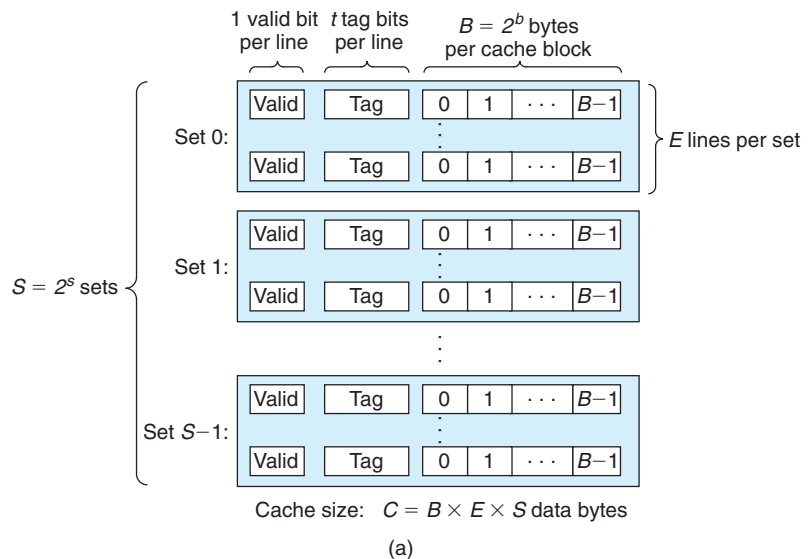 1 valid bit
per line
t tag bits
per line
B = 2^b bytes
per cache block
Valid Tag 0 1 · · · B–1
Set 0:
Valid Tag 0 1 · · · B–1
E lines per set
Valid Tag 0 1 · · · B–1
Set 1:
Valid Tag 0 1 · · · B–1
S = 2^s sets
Valid Tag 0 1 · · · B–1
Set S–1:
Valid Tag 0 1 · · · B–1
Cache size: C = B × E × S data bytes
(a)